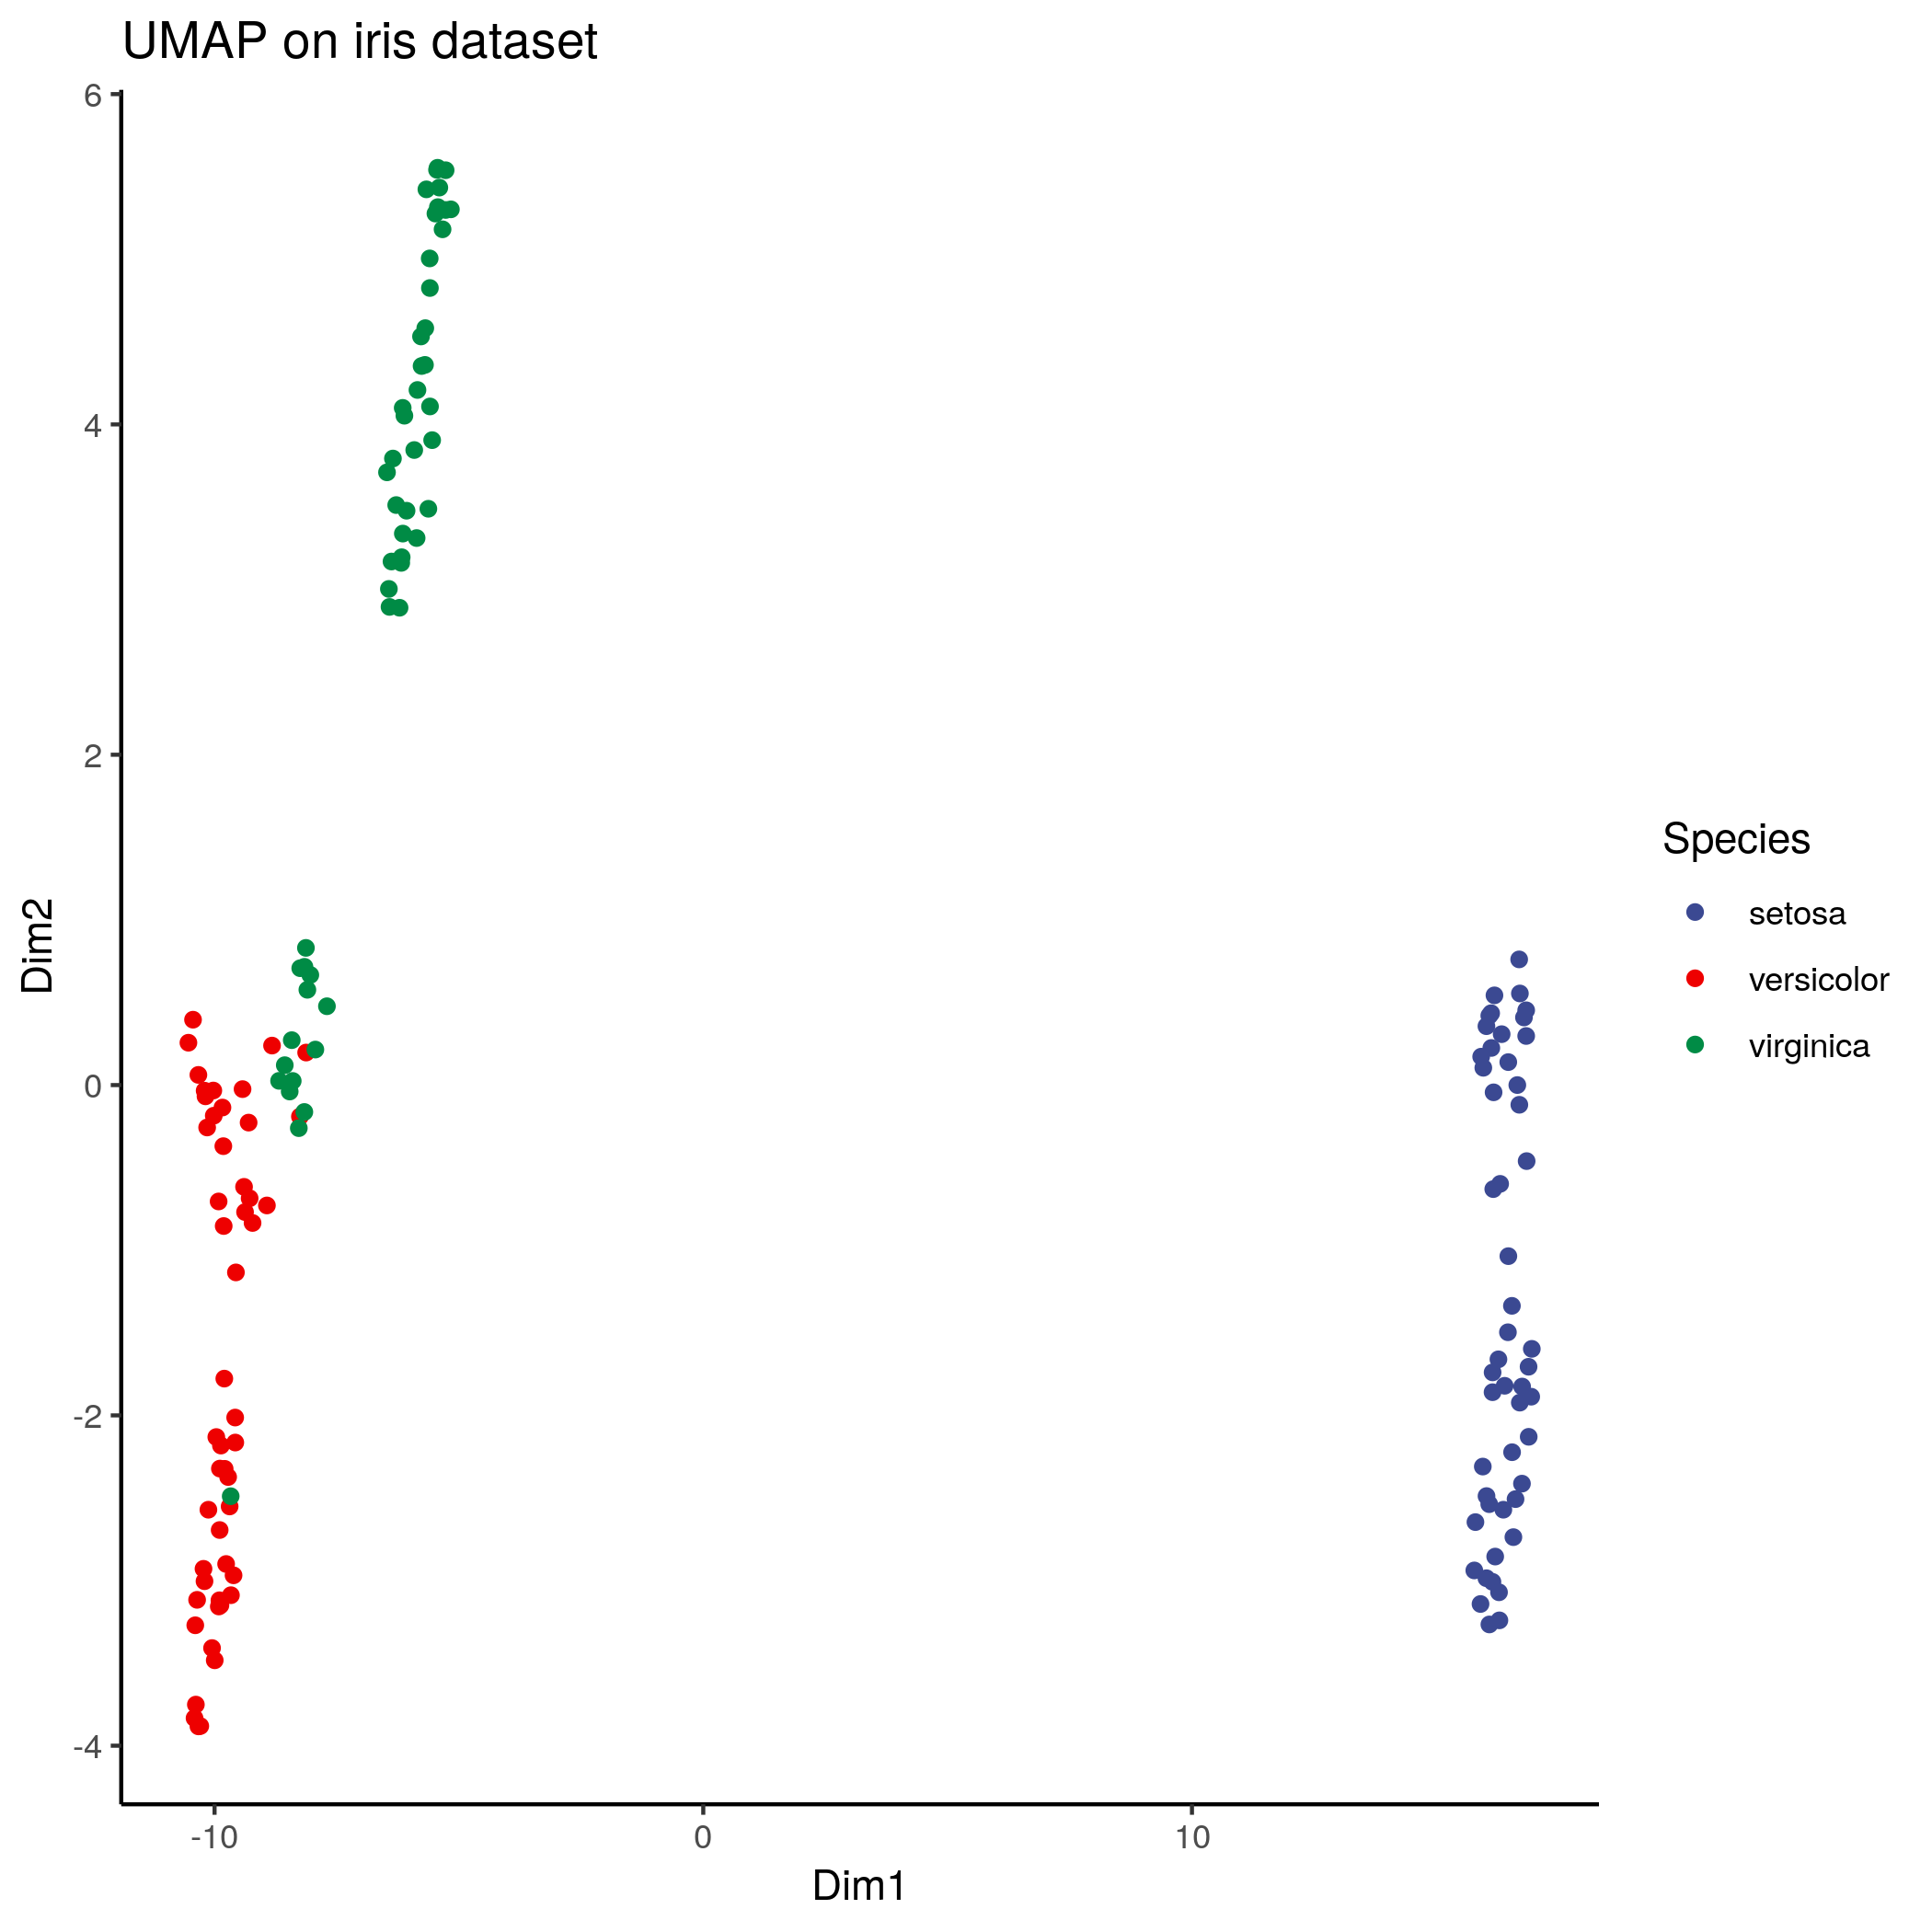 UMAP on iris dataset
6
4
2
0
-2
-4
Dim2
-10 0 10
Dim1
Species
setosa
versicolor
virginica